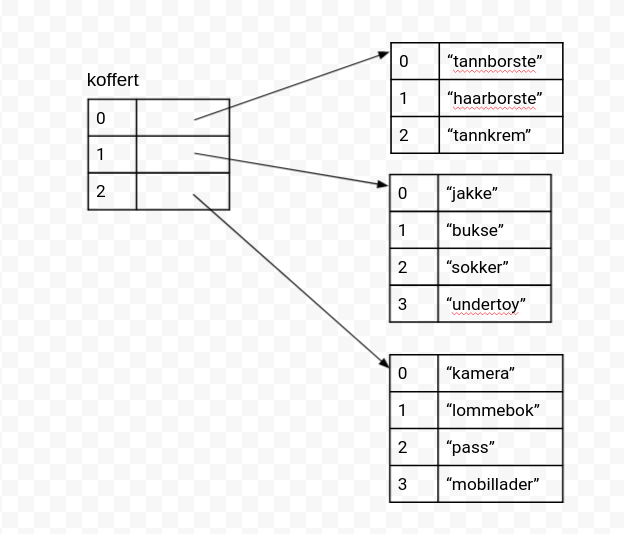 koffert
0
1
2
0 “tannborste”
1 “haarborste”
2 “tannkrem”
0 “jakke”
1 “bukse”
2 “sokker”
3 “undertoy”
0 “kamera”
1 “lommebok”
2 “pass”
3 “mobillader”